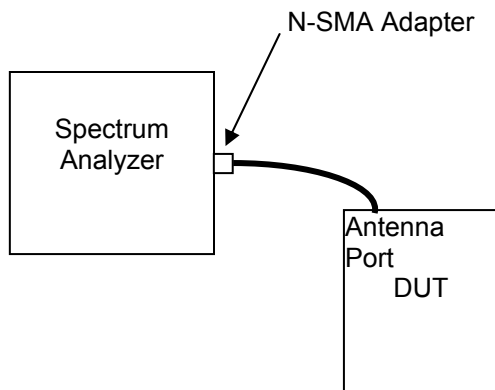 N-SMA Adapter
Spectrum
Analyzer
Antenna
Port
DUT